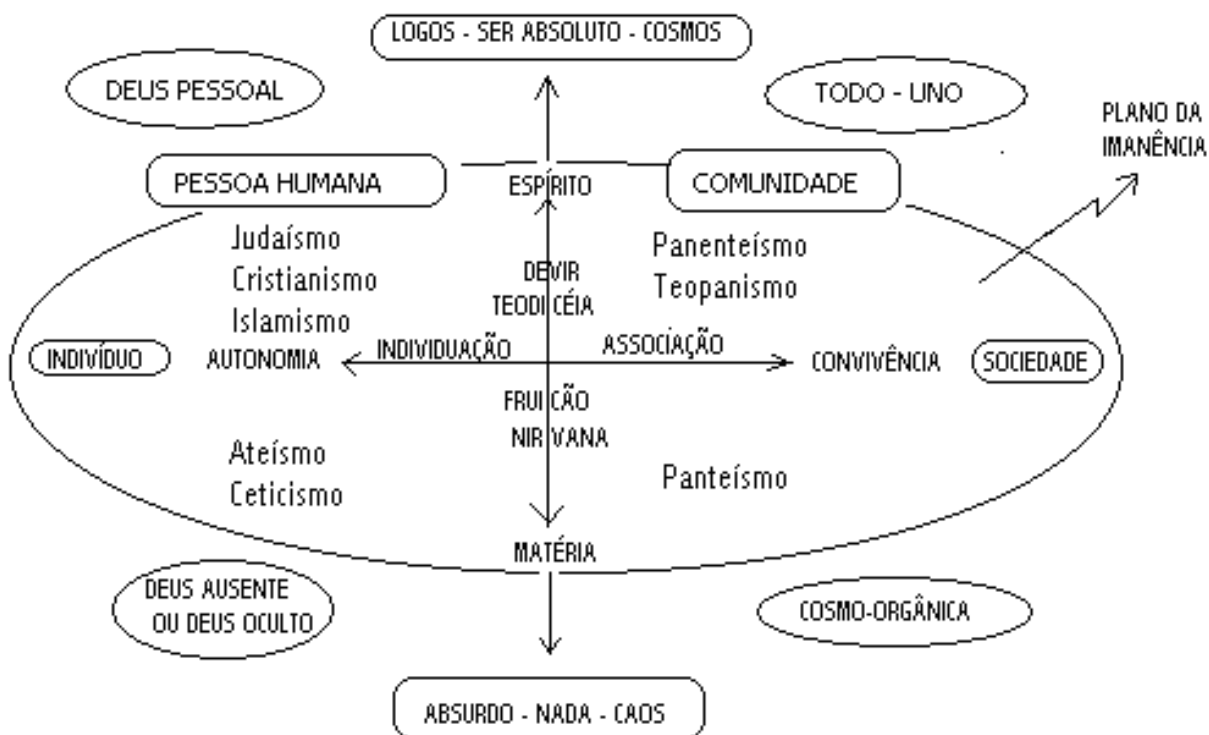 LOGOS - SER ABSOLUTO - COSMOS
DEUS PESSOAL
TODO - UNO
PLANO DA
IMANÊNCIA
PESSOA HUMANA
ESPÍRITO
COMUNIDADE
Judaísmo
Cristianismo
Islamismo
Panenteísmo
Teopanismo
DEVIR
TEODICÉIA
INDIVÍDUO
AUTONOMIA
INDIVIDUAÇÃO
ASSOCIAÇÃO
CONVIVÊNCIA
SOCIEDADE
FRUICÃO
NIRVANA
Ateísmo
Ceticismo
Panteísmo
MATÉRIA
DEUS AUSENTE
OU DEUS OCULTO
COSMO-ORGÂNICA
ABSURDO - NADA - CAOS